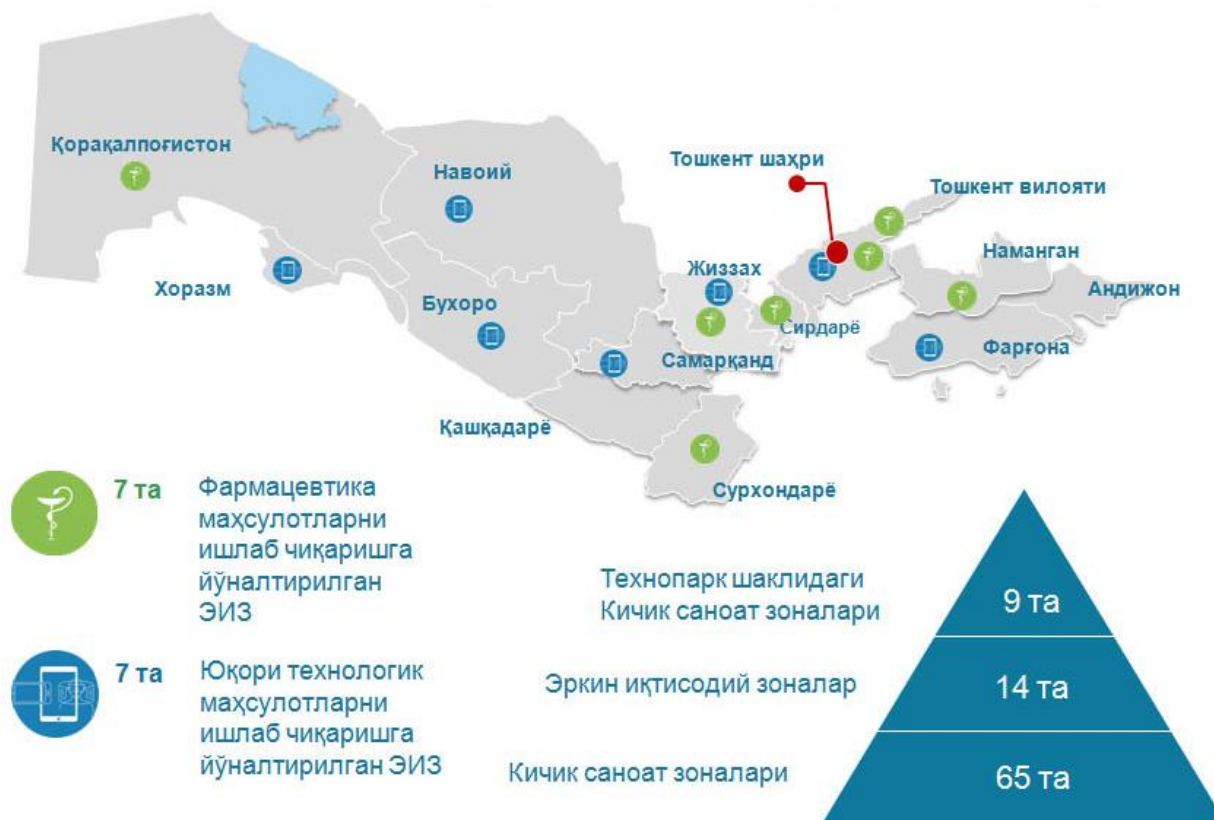 Қорақалпоғистон
Навоий
Тошкент шаҳри
Тошкент вилояти
Хоразм
Бухоро
Жиззах
Наманган
Андижон
Сирдарё
Самарқанд
Фарғона
Қашқадарё
Сурхондарё
7 та
Фармацевтика
маҳсулотларни
ишлаб чиқаришга
йўналтирилган
ЭИЗ
7 та
Юқори технологик
маҳсулотларни
ишлаб чиқаришга
йўналтирилган ЭИЗ
Технопарк шаклидаги
Кичик саноат зоналари
9 та
Эркин иқтисодий зоналар
14 та
Кичик саноат зоналари
65 та